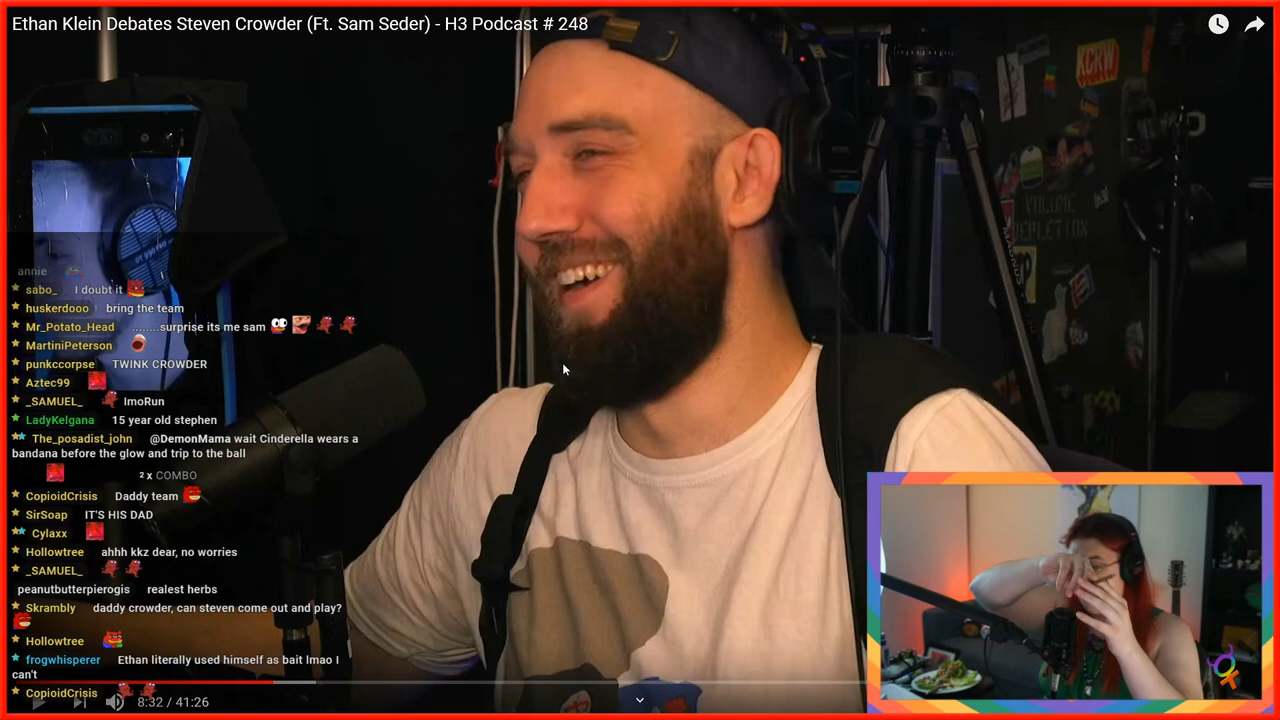 Ethan Klein Debates Steven Crowder (Ft. Sam Seder) - H3 Podcast # 248
KCRW
VOLUME
DEPLETION
annie
sabo_ I doubt it
huskerdooo bring the team
Mr_Potato_Head ........surprise its me sam
MartiniPeterson
punkccorpse TWINK CROWDER
Aztec99
_SAMUEL_ ImoRun
LadyKelgana 15 year old stephen
The_posadist_john @DemonMama wait Cinderella wears a
bandana before the glow and trip to the ball
2 x COMBO
CopioidCrisis Daddy team
SirSoap IT'S HIS DAD
Cylaxx
Hollowtree ahhh kkz dear, no worries
_SAMUEL_
peanutbutterpierogis realest herbs
Skrambly daddy crowder, can steven come out and play?
Hollowtree
frogwhisperer Ethan literally used himself as bait lmao I
can't
CopioidCrisis
8:32 / 41:26